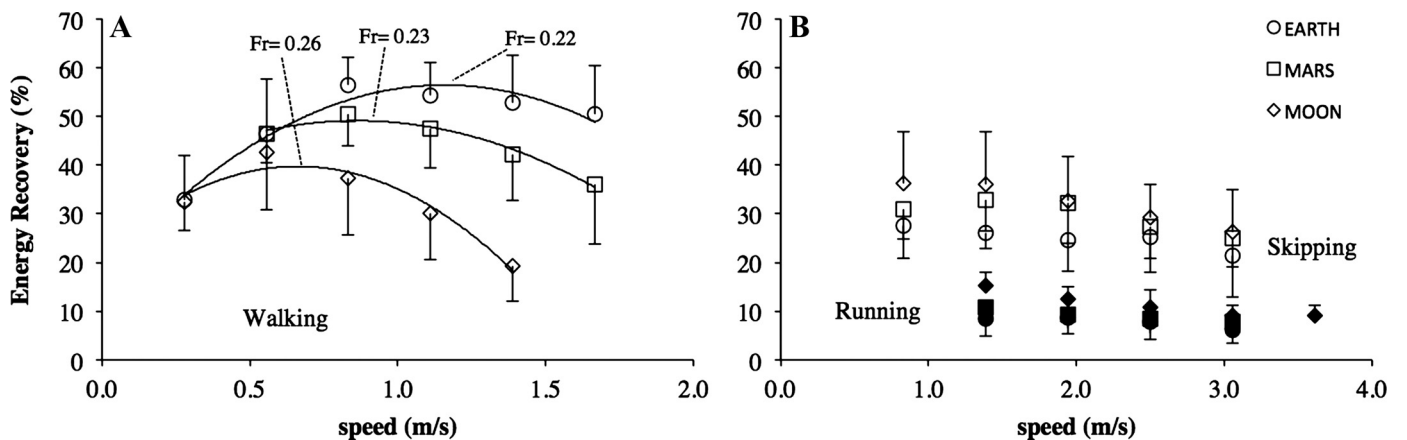 A
Energy Recovery (%)
70
60
50
40
30
20
10
0
Fr= 0.26
Fr= 0.23
Fr= 0.22
Walking
0.0 0.5 1.0 1.5 2.0
speed (m/s)
B
70
60
50
40
30
20
10
0
EARTH
MARS
MOON
Skipping
Running
0.0 1.0 2.0 3.0 4.0
speed (m/s)